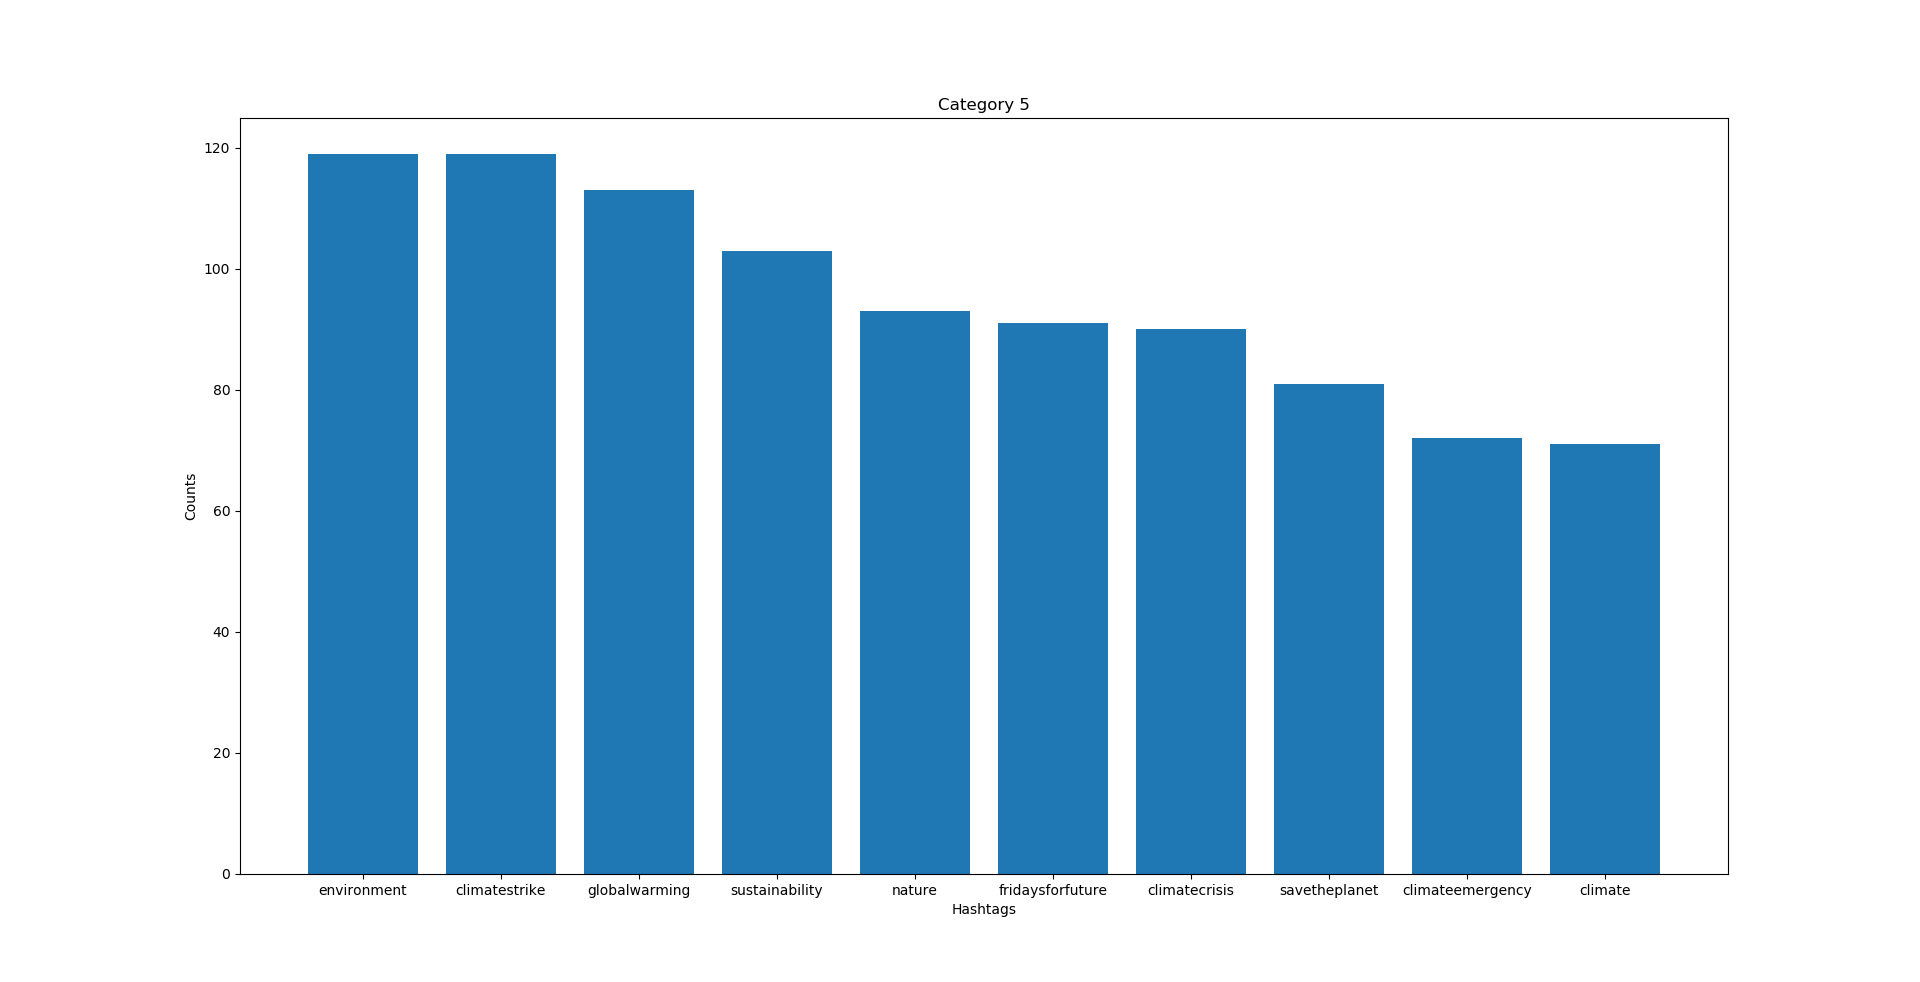 Category 5
120
100
80
60
40
20
0
Counts
environment climatestrike globalwarming sustainability nature fridaysforfuture climatecrisis savetheplanet climateemergency climate
Hashtags